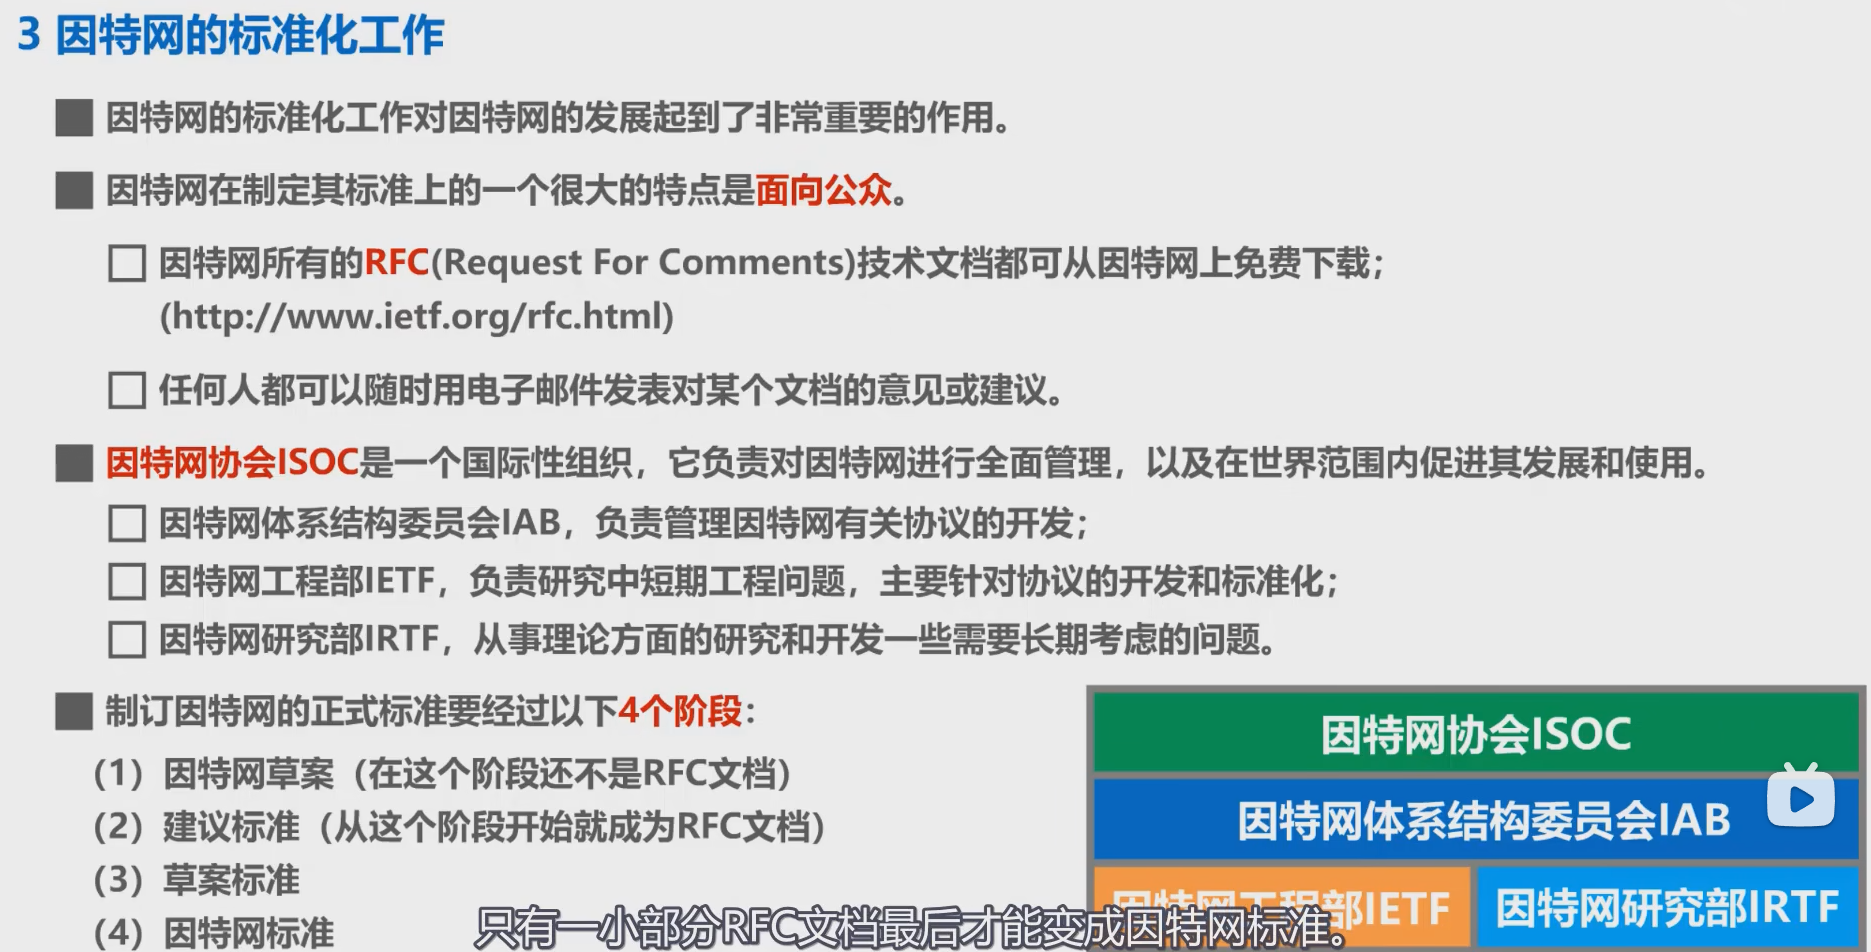 3 因特网的标准化工作
因特网的标准化工作对因特网的发展起到了非常重要的作用。
因特网在制定其标准上的一个很大的特点是面向公众。
因特网所有的RFC(Request For Comments)技术文档都可从因特网上免费下载；
(http://www.ietf.org/rfc.html)
任何人都可以随时用电子邮件发表对某个文档的意见或建议。
因特网协会ISOC是一个国际性组织，它负责对因特网进行全面管理，以及在世界范围内促进其发展和使用。
因特网体系结构委员会IAB，负责管理因特网有关协议的开发；
因特网工程部IETF，负责研究中短期工程问题，主要针对协议的开发和标准化；
因特网研究部IRTF，从事理论方面的研究和开发一些需要长期考虑的问题。
制订因特网的正式标准要经过以下4个阶段：
（1）因特网草案（在这个阶段还不是RFC文档）
（2）建议标准（从这个阶段开始就成为RFC文档）
（3）草案标准
（4）因特网标准
因特网协会ISOC
因特网体系结构委员会IAB
因特网工程部IETF
因特网研究部IRTF
只有一小部分RFC文档最后才能变成因特网标准。